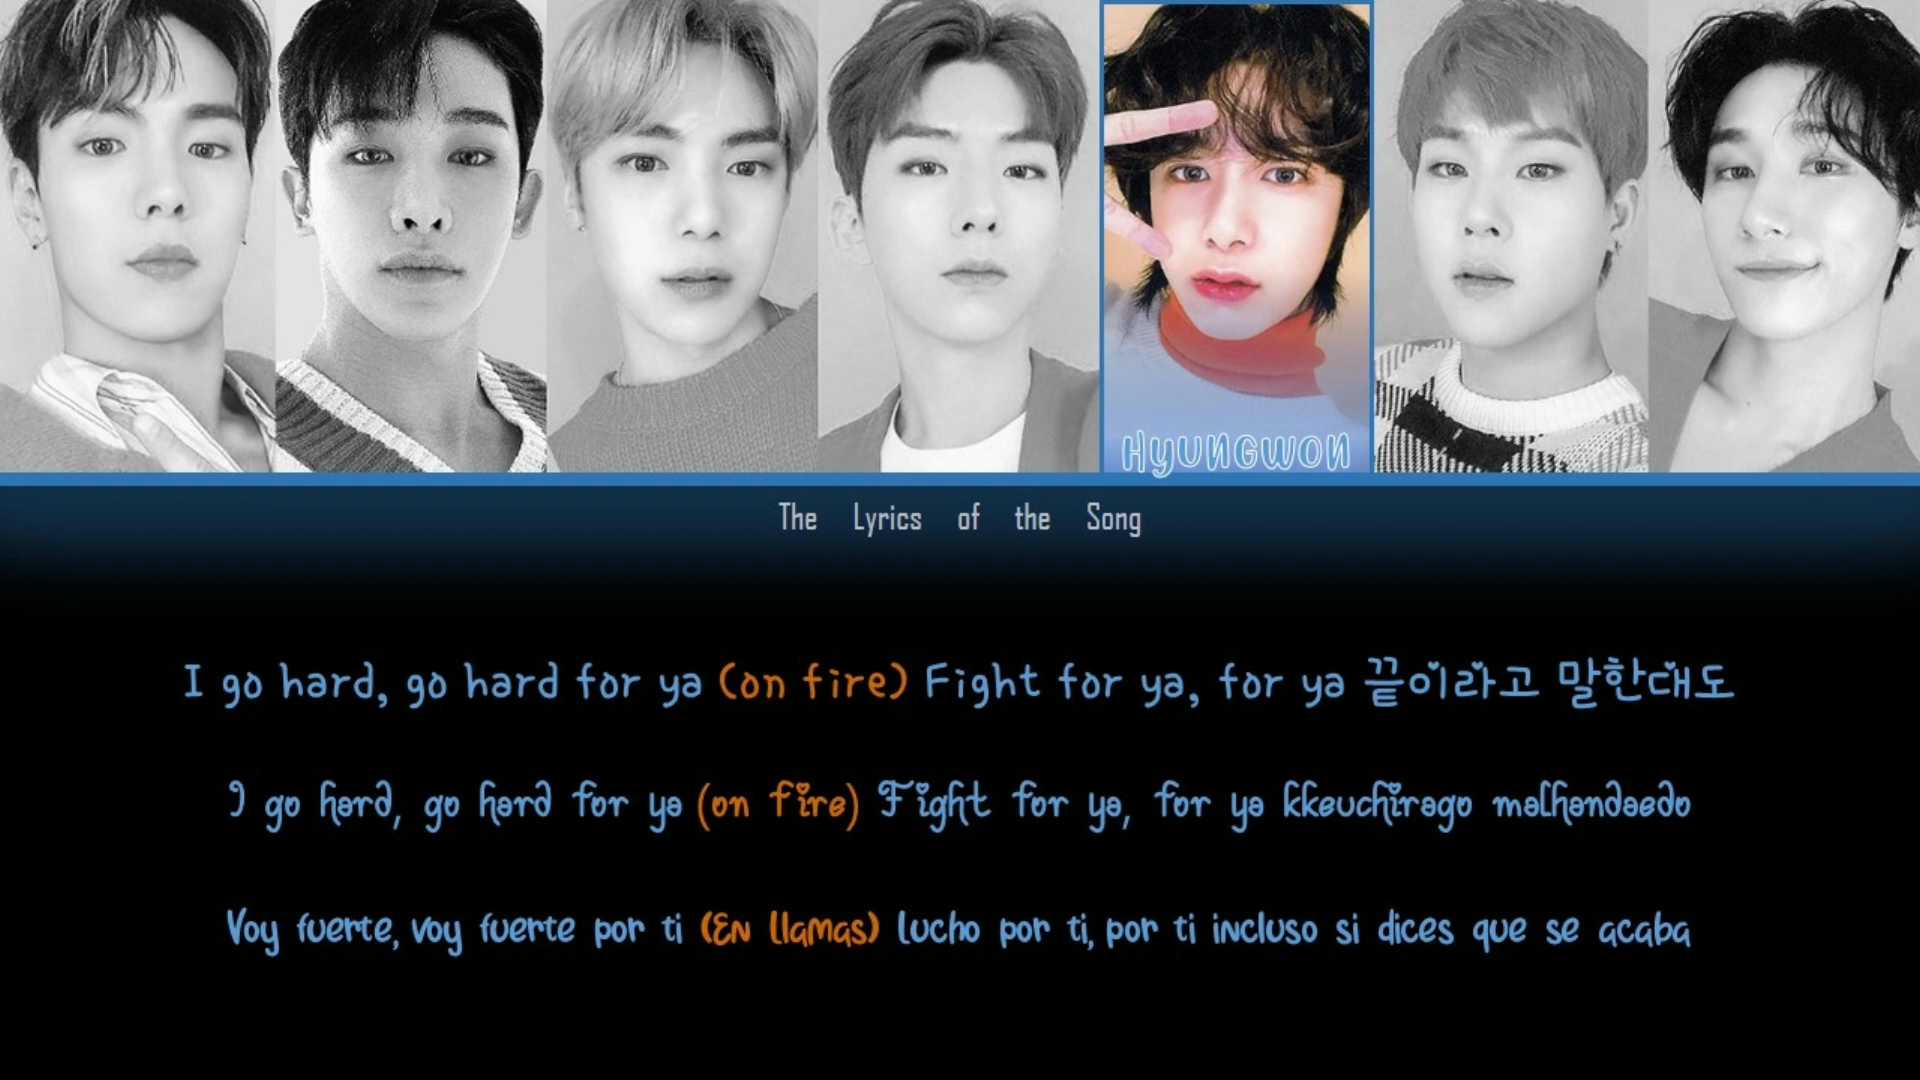 Hyungwon
The Lyrics of the Song
I go hard, go hard for ya (on fire) Fight for ya, for ya 끝이라고 말한대도
I go hard, go hard for ya (on fire) Fight for ya, for ya kkeuchirago malhandaedo
Voy fuerte, voy fuerte por ti (En llamas) lucho por ti, por ti incluso si dices que se acaba